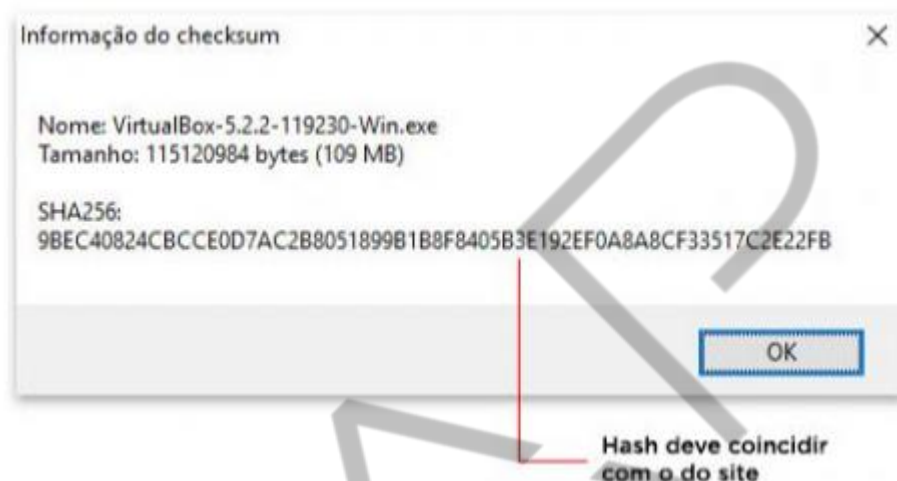 Informação do checksum
Nome: VirtualBox-5.2.2-119230-Win.exe
Tamanho: 115120984 bytes (109 MB)
SHA256:
9BEC40824CBCCE0D7AC2B8051899B1B8F8405B3E192EF0A8A8CF33517C2E22FB
OK
Hash deve coincidir
com o do site